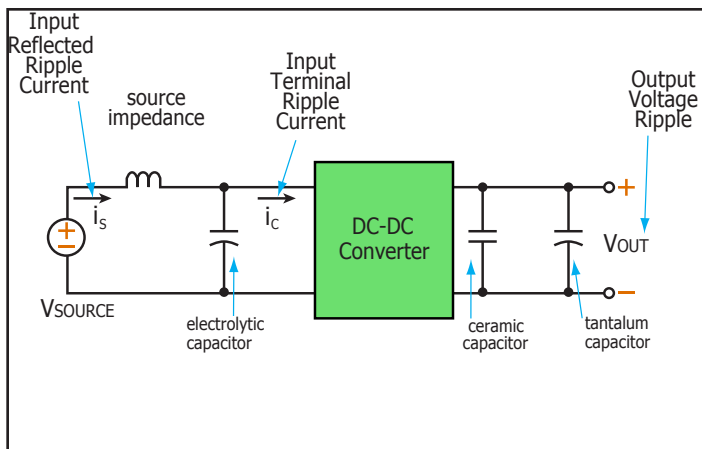 Input
Reflected
Ripple
Current
source
impedance
Input
Terminal
Ripple
Current
Output
Voltage
Ripple
iS
iC
DC-DC
Converter
+
−
VSOURCE
electrolytic
capacitor
ceramic
capacitor
tantalum
capacitor
+
VOUT
−